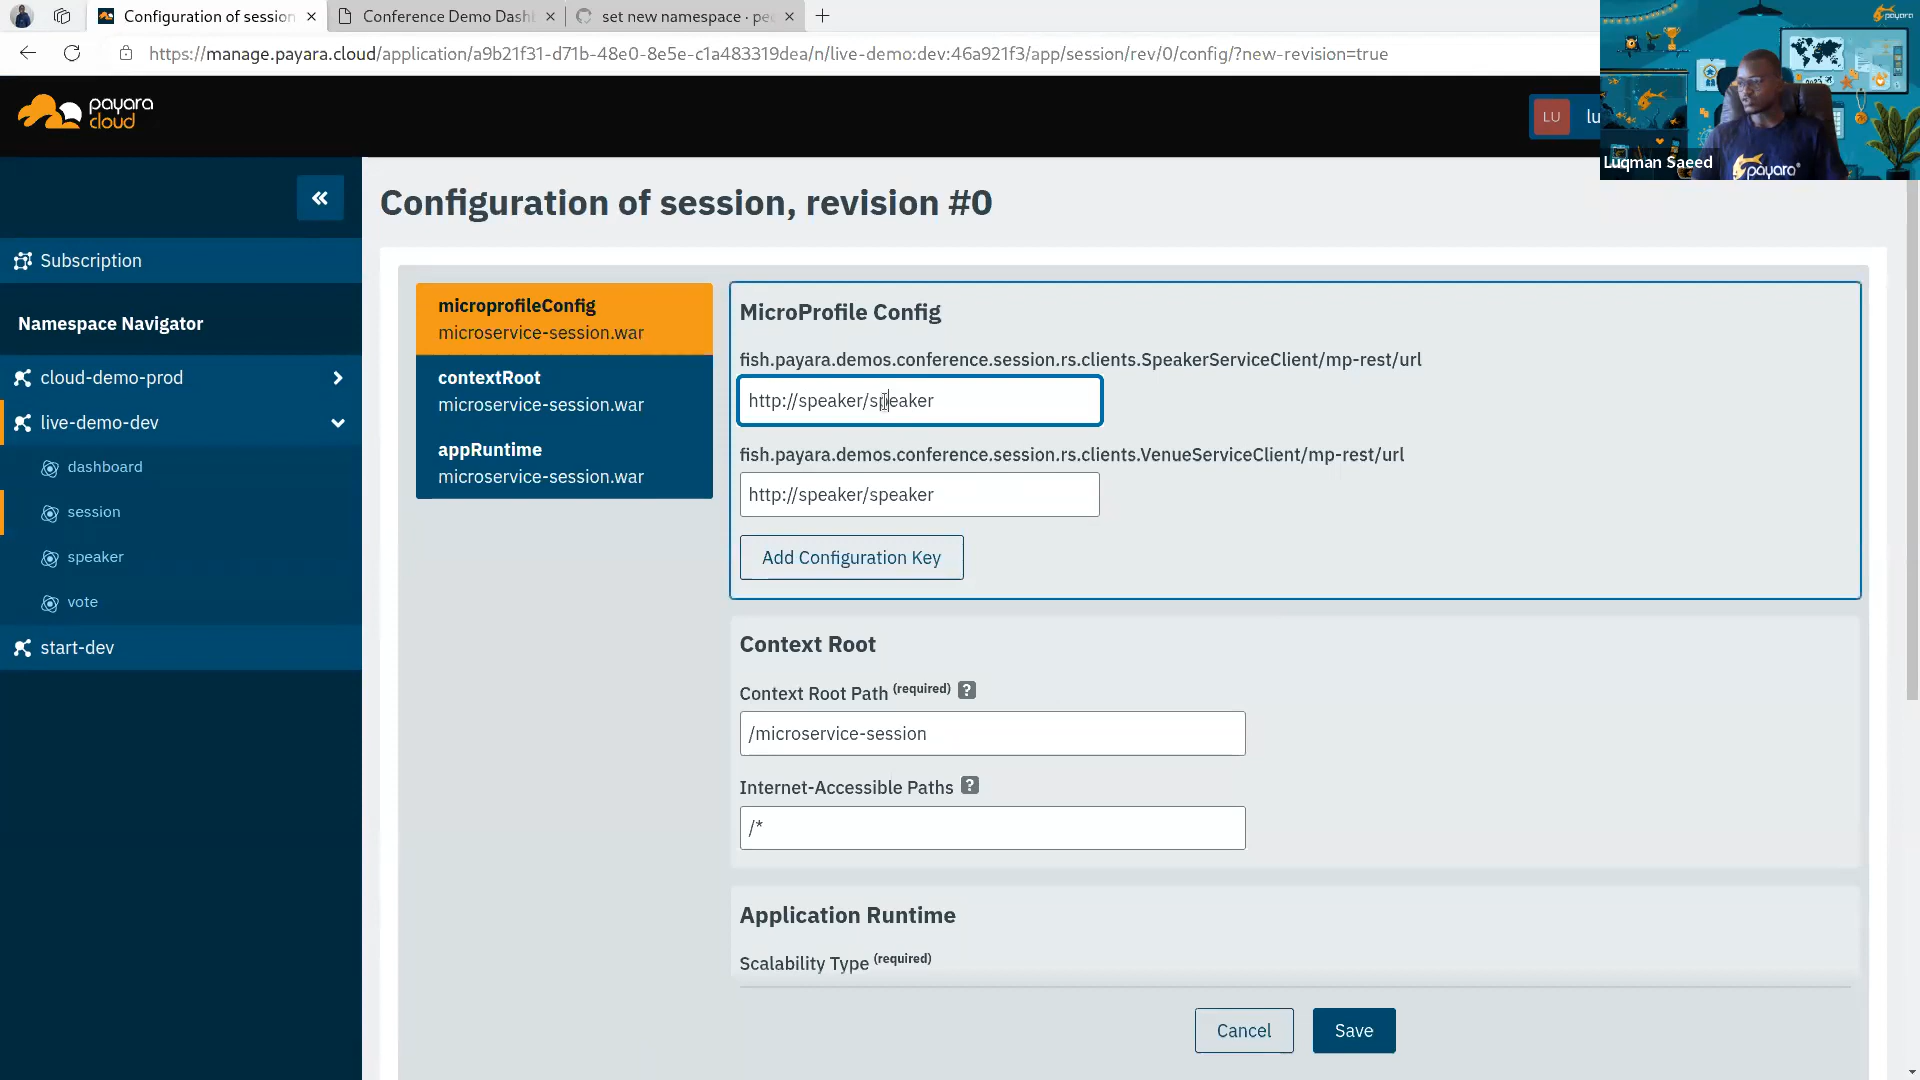 Configuration of session
Conference Demo Dash
set new namespace · pe
https://manage.payara.cloud/application/a9b21f31-d71b-48e0-8e5e-c1a483319dea/n/live-demo:dev:46a921f3/app/session/rev/0/config/?new-revision=true
payara
cloud
LU
lu
payara
Luqman Saeed
payara
Subscription
Namespace Navigator
cloud-demo-prod
live-demo-dev
dashboard
session
speaker
vote
start-dev
Configuration of session, revision #0
microprofileConfig
microservice-session.war
contextRoot
microservice-session.war
appRuntime
microservice-session.war
MicroProfile Config
fish.payara.demos.conference.session.rs.clients.SpeakerServiceClient/mp-rest/url
http://speaker/speaker
fish.payara.demos.conference.session.rs.clients.VenueServiceClient/mp-rest/url
http://speaker/speaker
Add Configuration Key
Context Root
Context Root Path (required) ?
/microservice-session
Internet-Accessible Paths ?
/*
Application Runtime
Scalability Type (required)
Cancel
Save